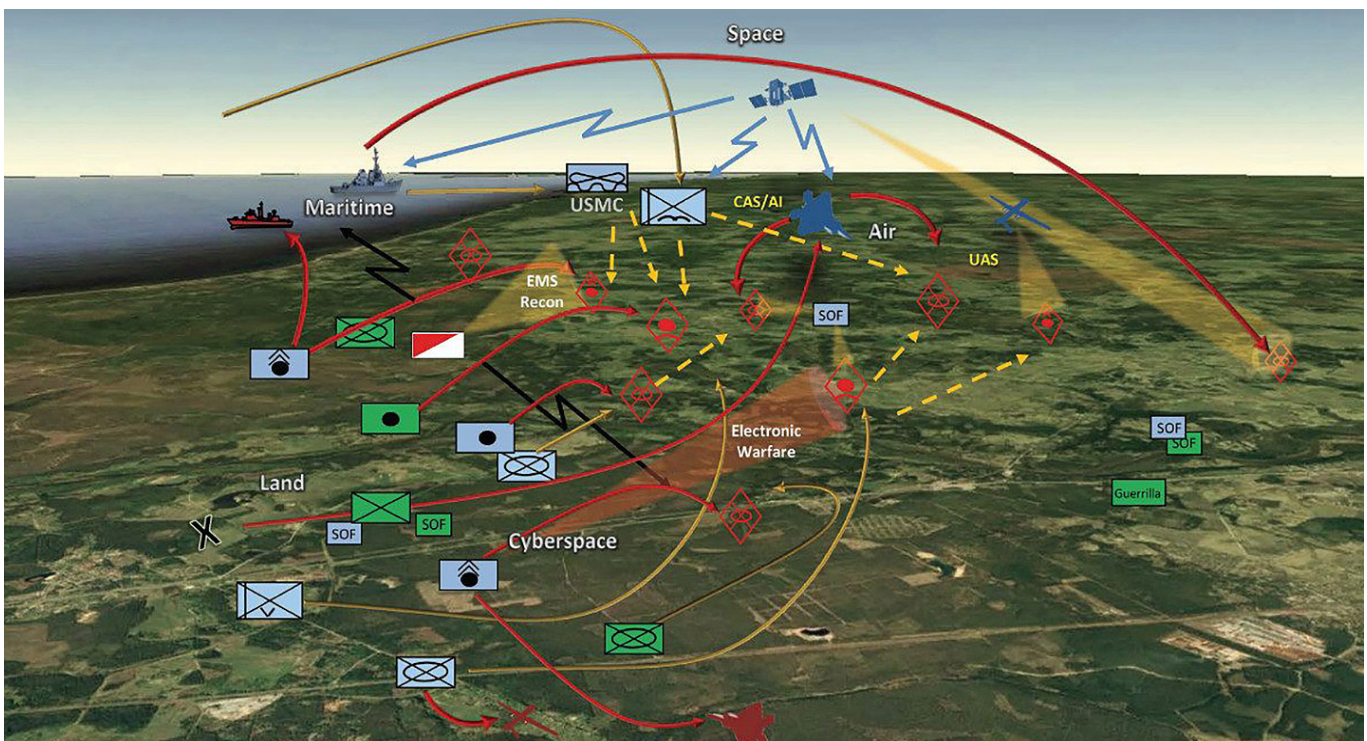 Space
Maritime
USMC
CAS/AI
Air
UAS
EMS
Recon
SOF
Electronic
Warfare
SOF
SOF
Guerrilla
Land
SOF
SOF
Cyberspace